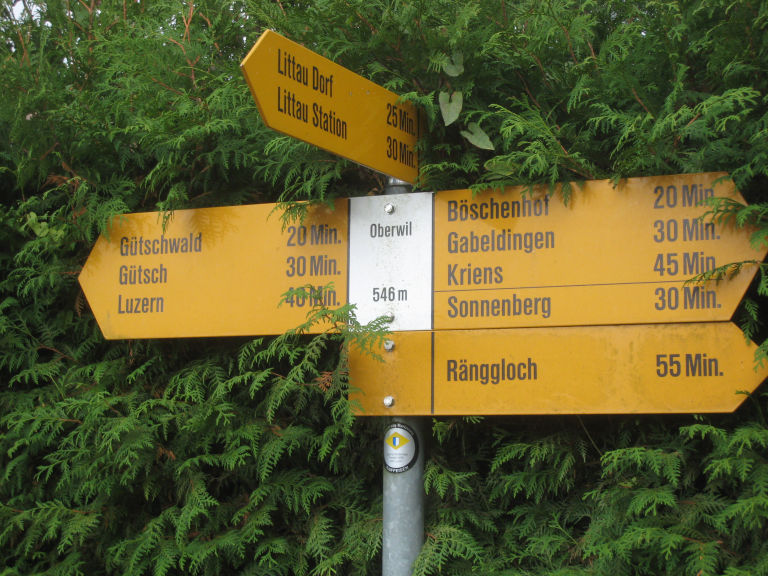 Littau Dorf 25 Min.
Littau Station 30 Min.
Gütschwald 20 Min.
Gütsch 30 Min.
Luzern 40 Min.
Oberwil
546 m
Böschenhof 20 Min.
Gabeldingen 30 Min.
Kriens 45 Min.
Sonnenberg 30 Min.
Ränggloch 55 Min.